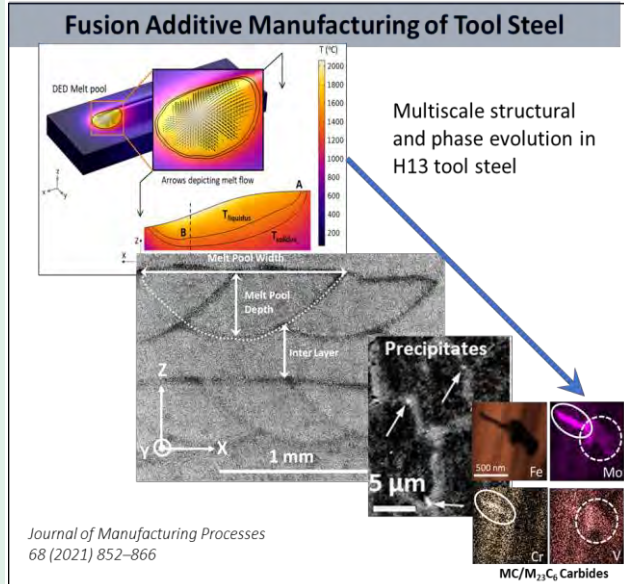 Fusion Additive Manufacturing of Tool Steel
T (°C)
DED Melt pool
2000
1800
1600
1400
1200
1000
800
600
400
200
z
x
y
Arrows depicting melt flow
A
B
Tliquidus
Tsolidus
Z
X
Multiscale structural
and phase evolution in
H13 tool steel
Melt Pool Width
Melt Pool
Depth
Inter Layer
Z
Y
X
1 mm
Precipitates
5 µm
500 nm
Fe
Mo
Cr
V
MC/M23C6 Carbides
Journal of Manufacturing Processes
68 (2021) 852–866